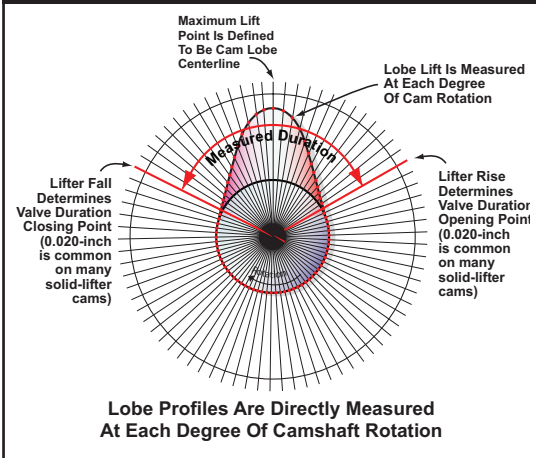 Maximum Lift
Point Is Defined
To Be Cam Lobe
Centerline
Lobe Lift Is Measured
At Each Degree
Of Cam Rotation
Measured Duration
Lifter Fall
Determines
Valve Duration
Closing Point
(0.020-inch
is common
on many
solid-lifter
cams)
Lifter Rise
Determines
Valve Duration
Opening Point
(0.020-inch
is common
on many
solid-lifter
cams)
Rotation
Lobe Profiles Are Directly Measured
At Each Degree Of Camshaft Rotation